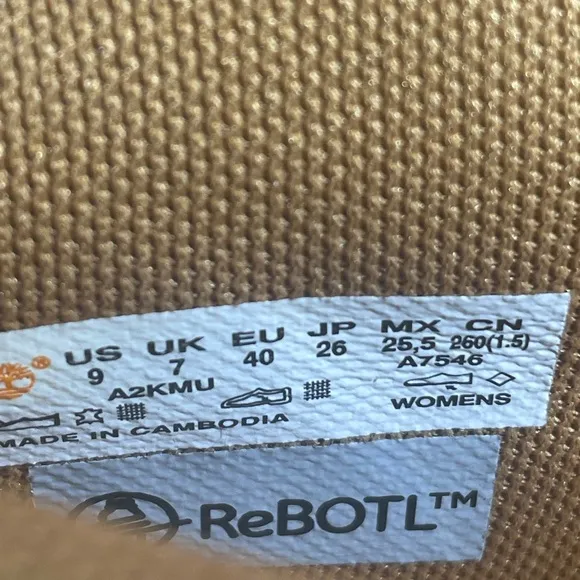 US UK EU JP MX CN
9 7 40 26 25,5 260(1.5)
A2KMU A7546
WOMENS
MADE IN CAMBODIA
ReBOTL™